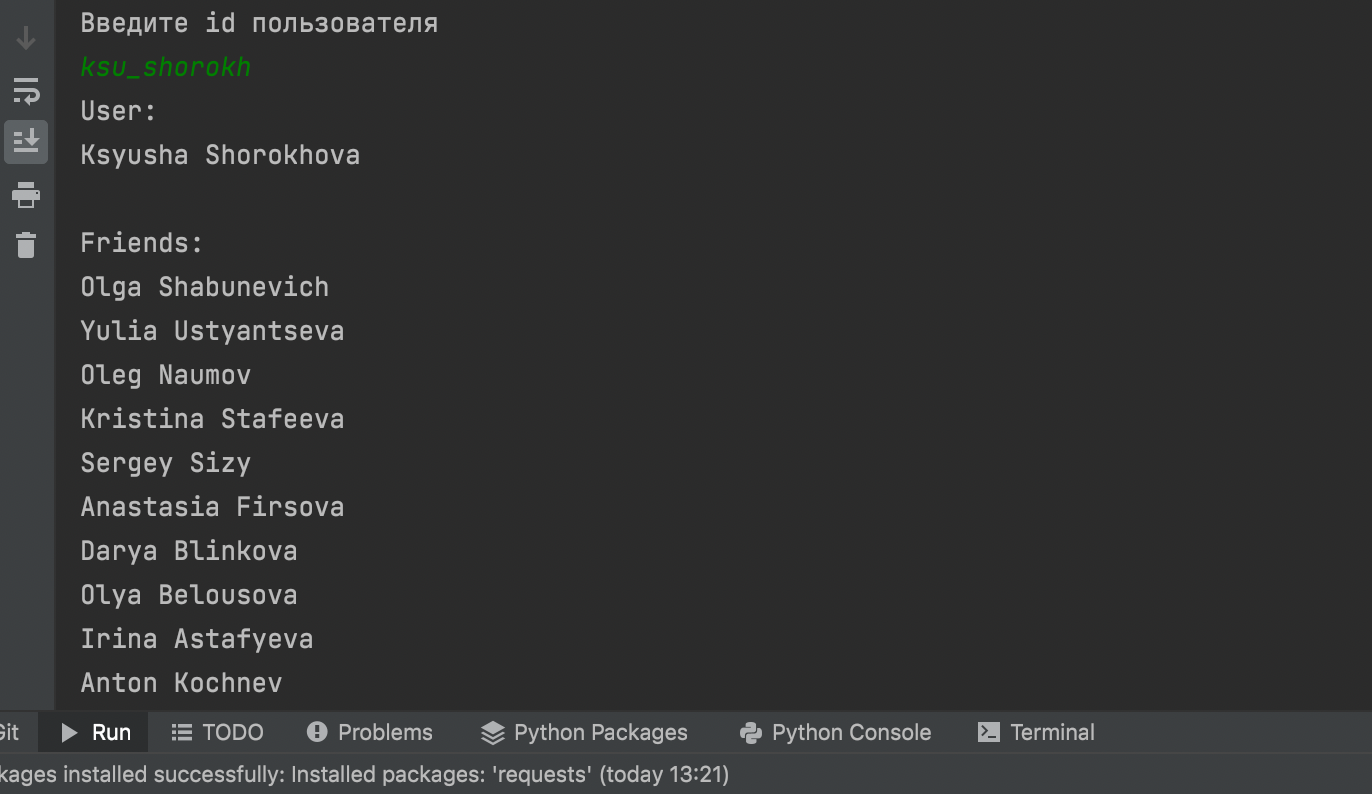 Введите id пользователя
ksu_shorokh
User:
Ksyusha Shorokhova
Friends:
Olga Shabunevich
Yulia Ustyantseva
Oleg Naumov
Kristina Stafeeva
Sergey Sizy
Anastasia Firsova
Darya Blinkova
Olya Belousova
Irina Astafyeva
Anton Kochnev
Git Run TODO Problems Python Packages Python Console Terminal
kages installed successfully: Installed packages: 'requests' (today 13:21)